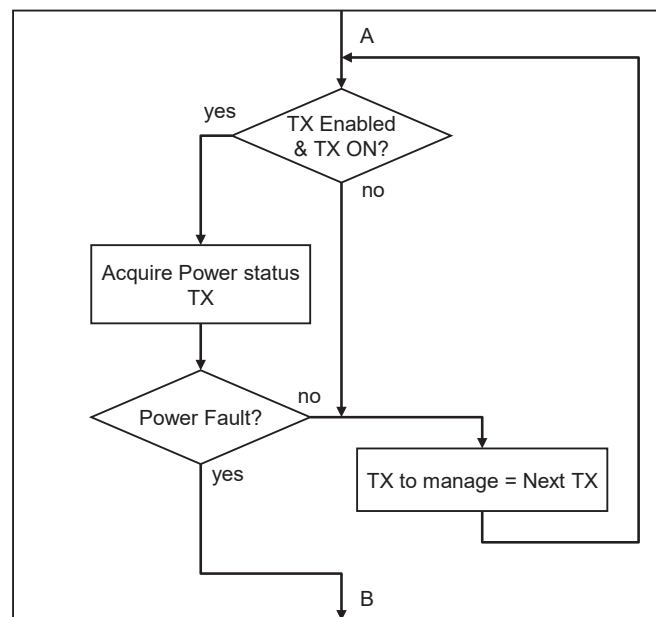 A
yes
TX Enabled
& TX ON?
no
Acquire Power status
TX
no
Power Fault?
yes
TX to manage = Next TX
B